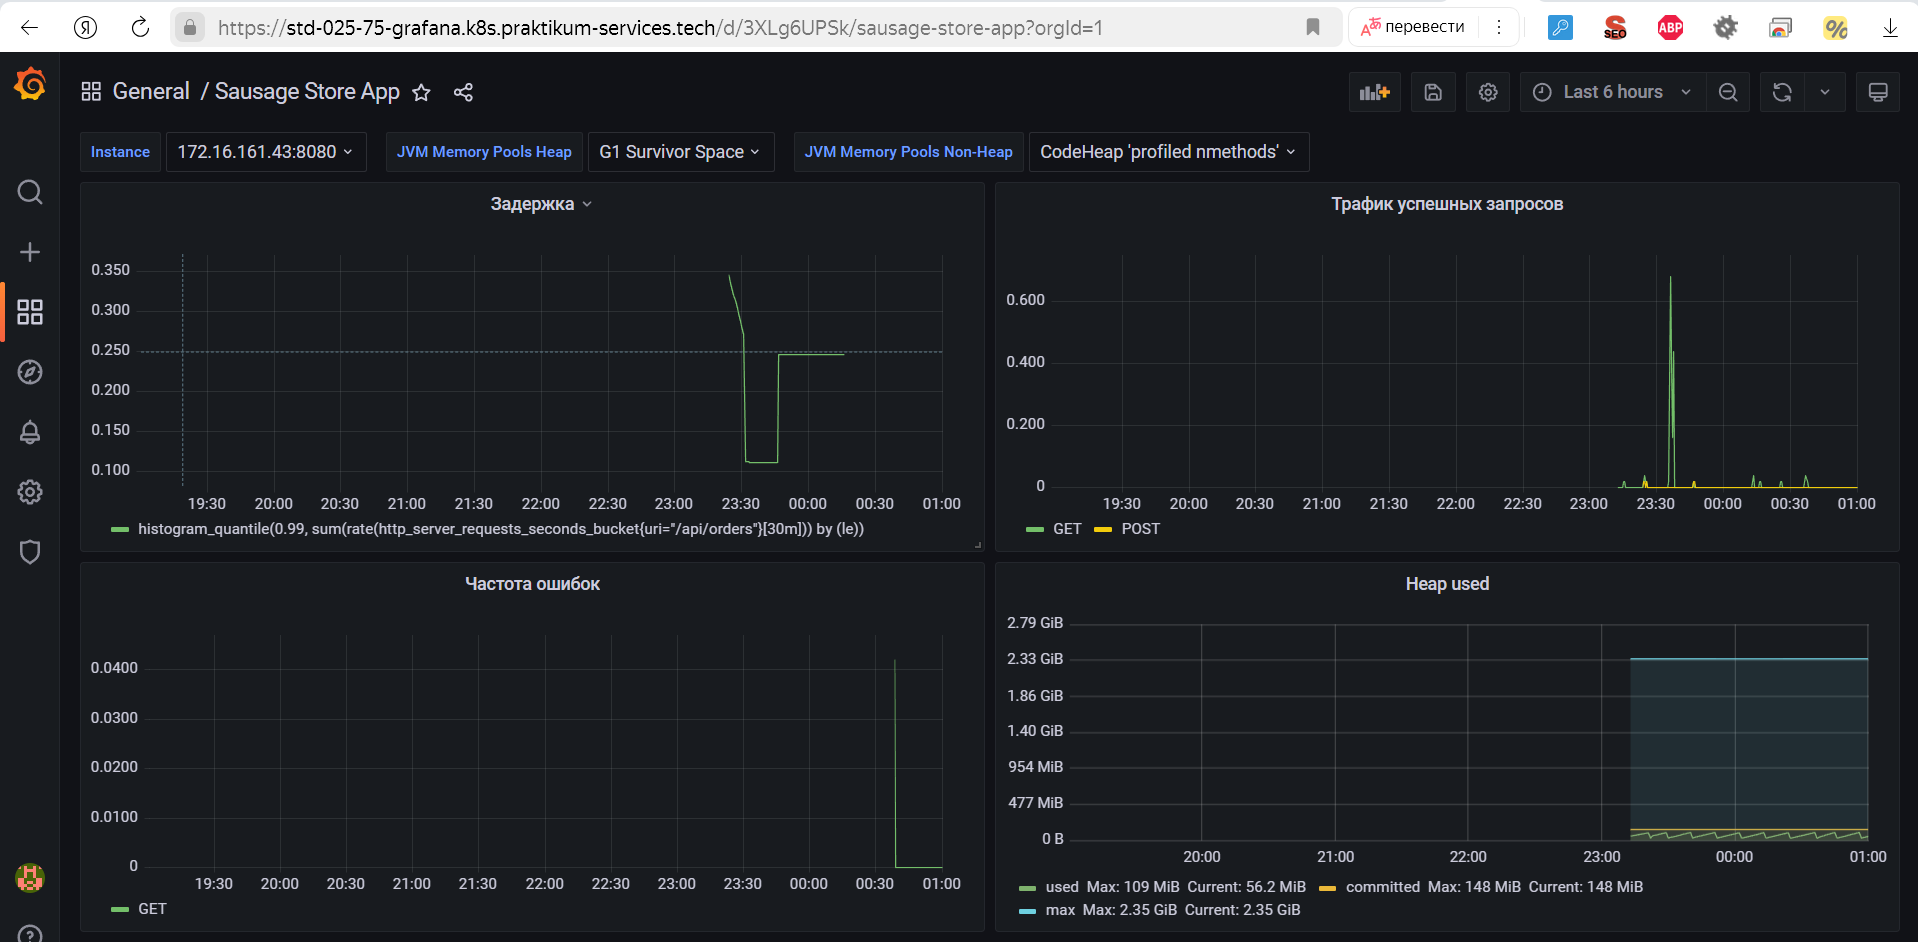 https://std-025-75-grafana.k8s.praktikum-services.tech/d/3XLg6UPSk/sausage-store-app?orgId=1
перевести
SEO
ABP
%
General / Sausage Store App
Last 6 hours
Instance 172.16.161.43:8080 JVM Memory Pools Heap G1 Survivor Space JVM Memory Pools Non-Heap CodeHeap 'profiled nmethods'
Задержка
0.350
0.300
0.250
0.200
0.150
0.100
19:30 20:00 20:30 21:00 21:30 22:00 22:30 23:00 23:30 00:00 00:30 01:00
histogram_quantile(0.99, sum(rate(http_server_requests_seconds_bucket{uri="/api/orders"}[30m])) by (le))
Трафик успешных запросов
0.600
0.400
0.200
0
19:30 20:00 20:30 21:00 21:30 22:00 22:30 23:00 23:30 00:00 00:30 01:00
GET POST
Частота ошибок
0.0400
0.0300
0.0200
0.0100
0
19:30 20:00 20:30 21:00 21:30 22:00 22:30 23:00 23:30 00:00 00:30 01:00
GET
Heap used
2.79 GiB
2.33 GiB
1.86 GiB
1.40 GiB
954 MiB
477 MiB
0 B
20:00 21:00 22:00 23:00 00:00 01:00
used Max: 109 MiB Current: 56.2 MiB committed Max: 148 MiB Current: 148 MiB
max Max: 2.35 GiB Current: 2.35 GiB